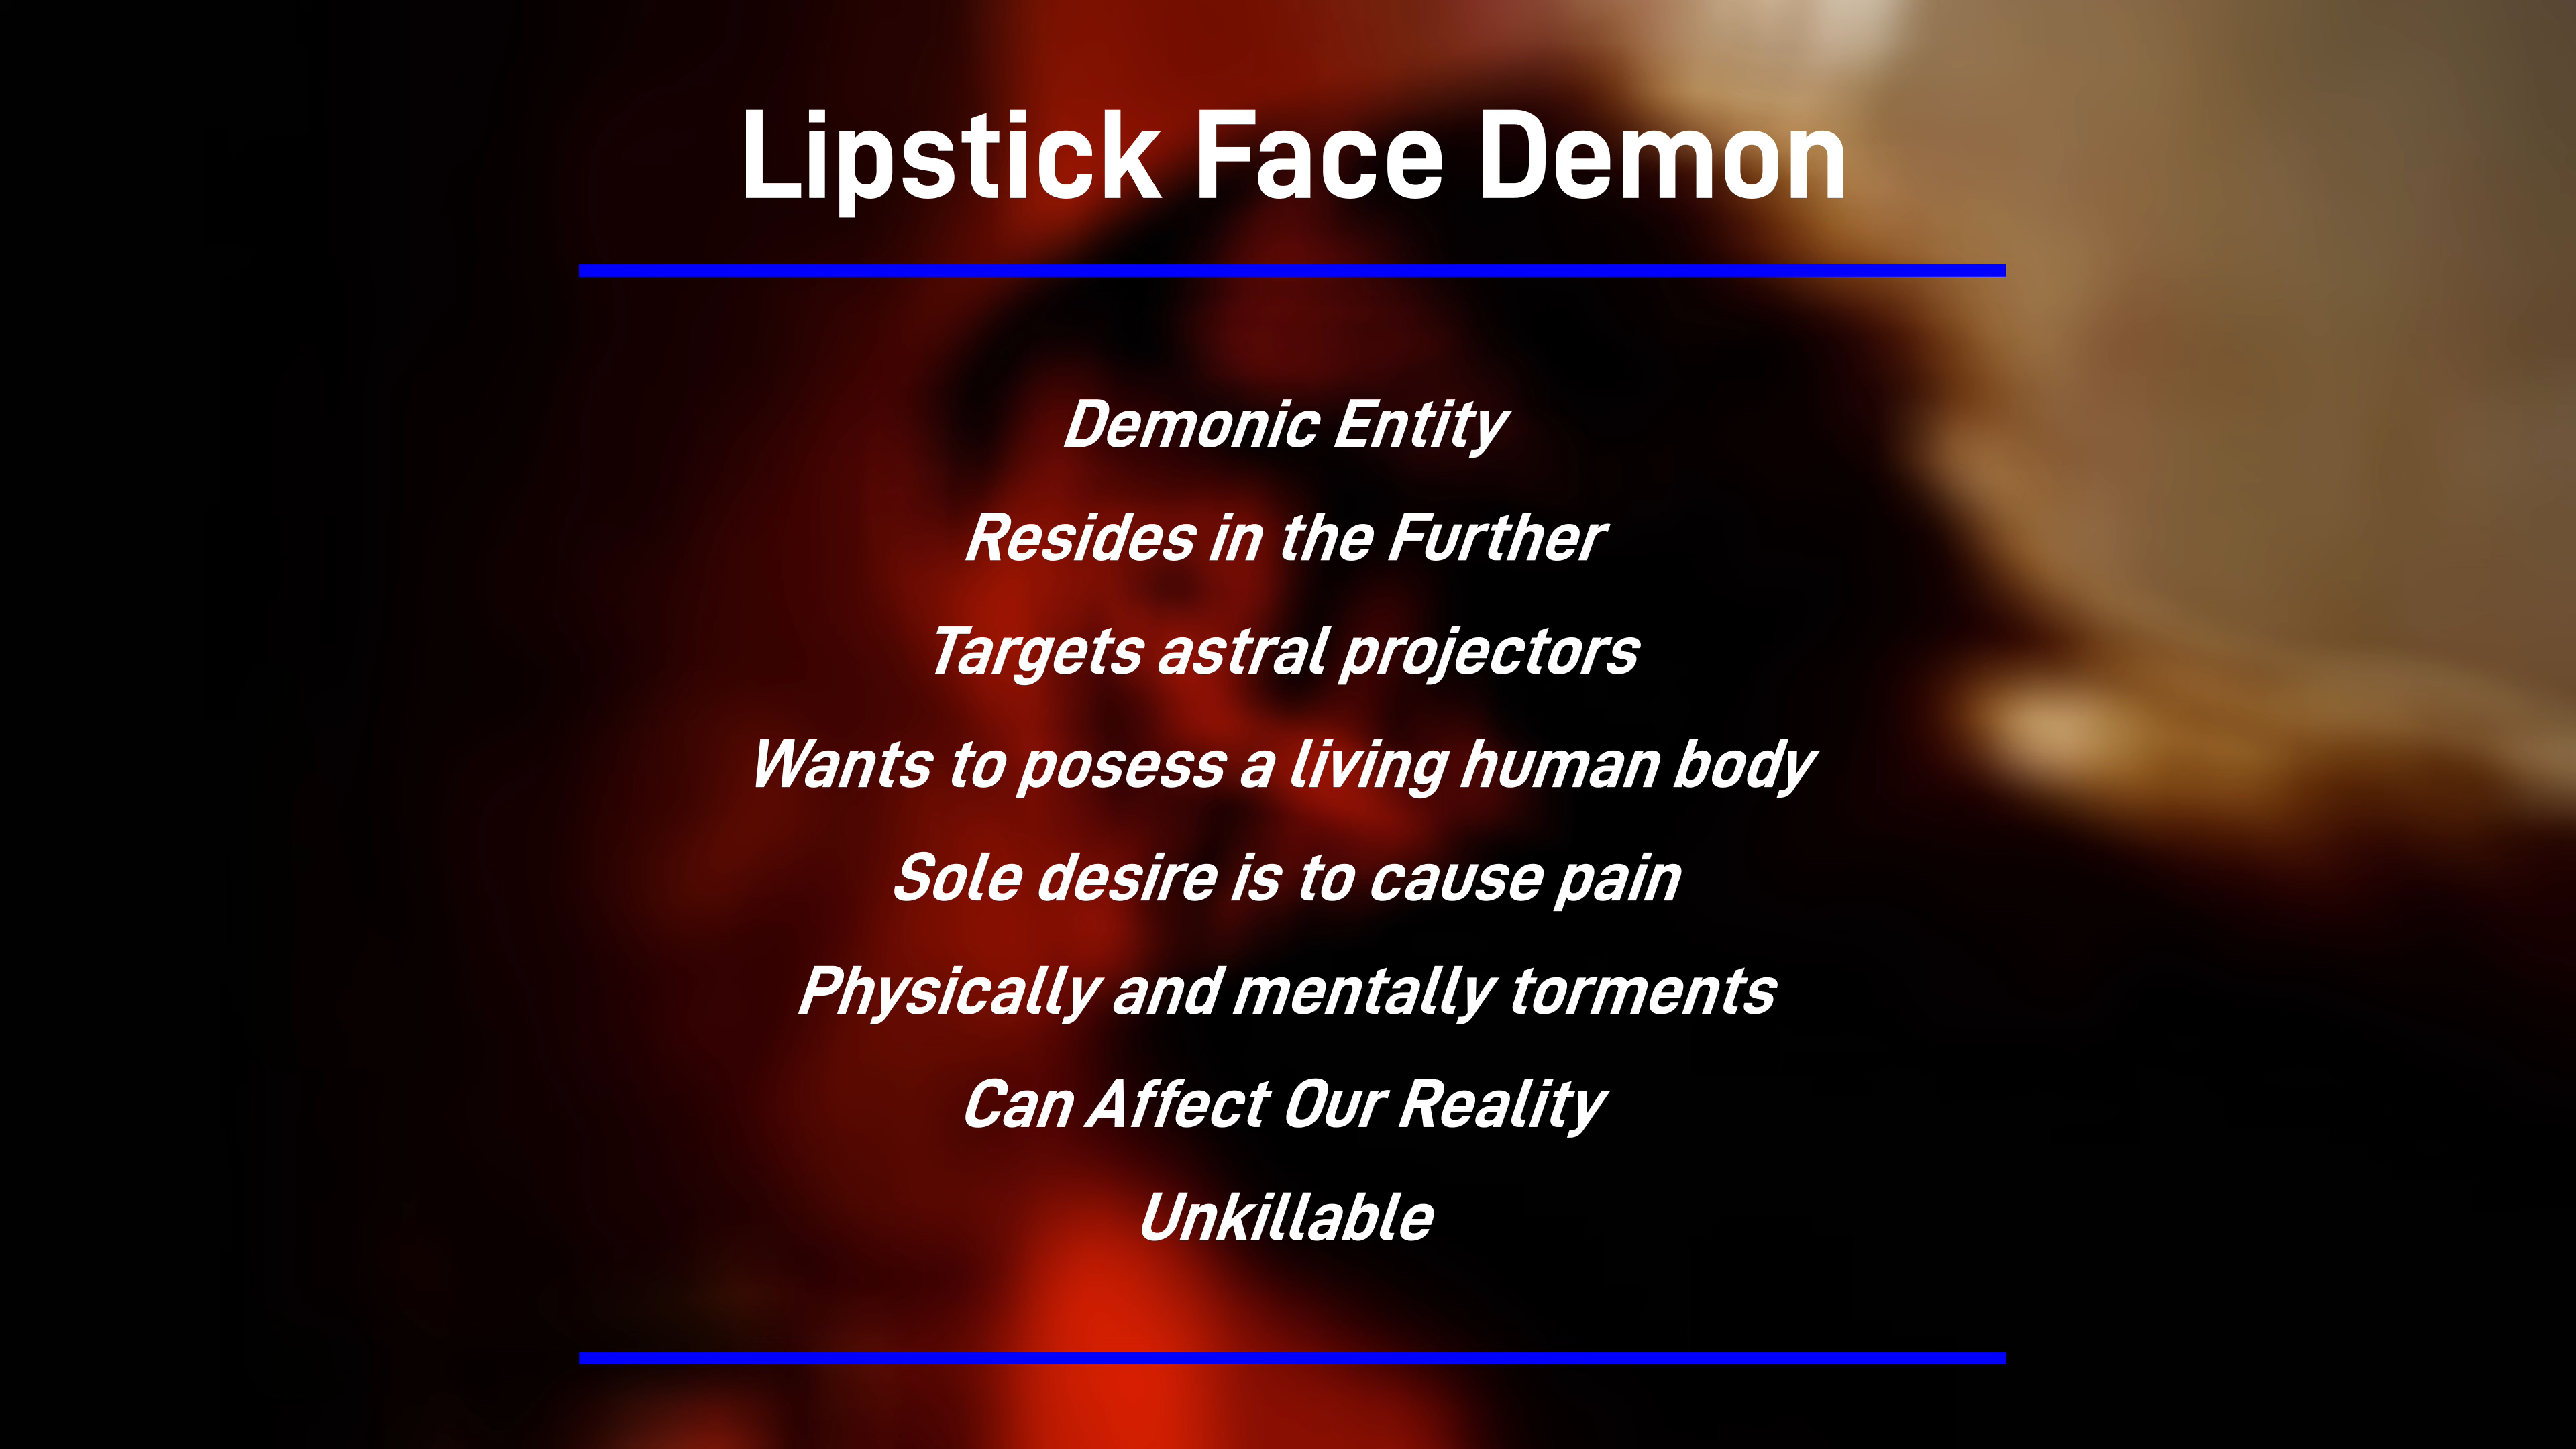 Lipstick Face Demon
Demonic Entity
Resides in the Further
Targets astral projectors
Wants to posess a living human body
Sole desire is to cause pain
Physically and mentally torments
Can Affect Our Reality
Unkillable